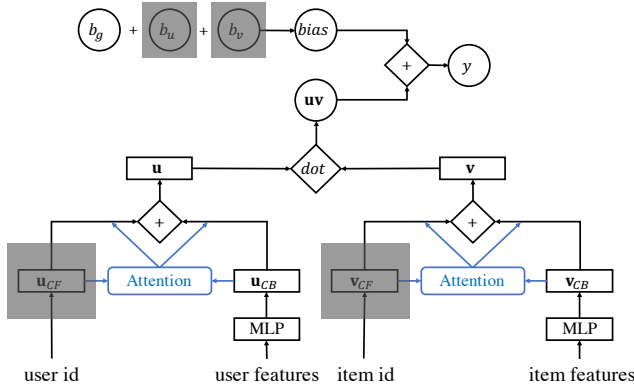 b_g + b_u + b_v bias
+ y
uv
u dot v
+ +
u_CF Attention u_CB v_CF Attention v_CB
MLP MLP
user id user features item id item features